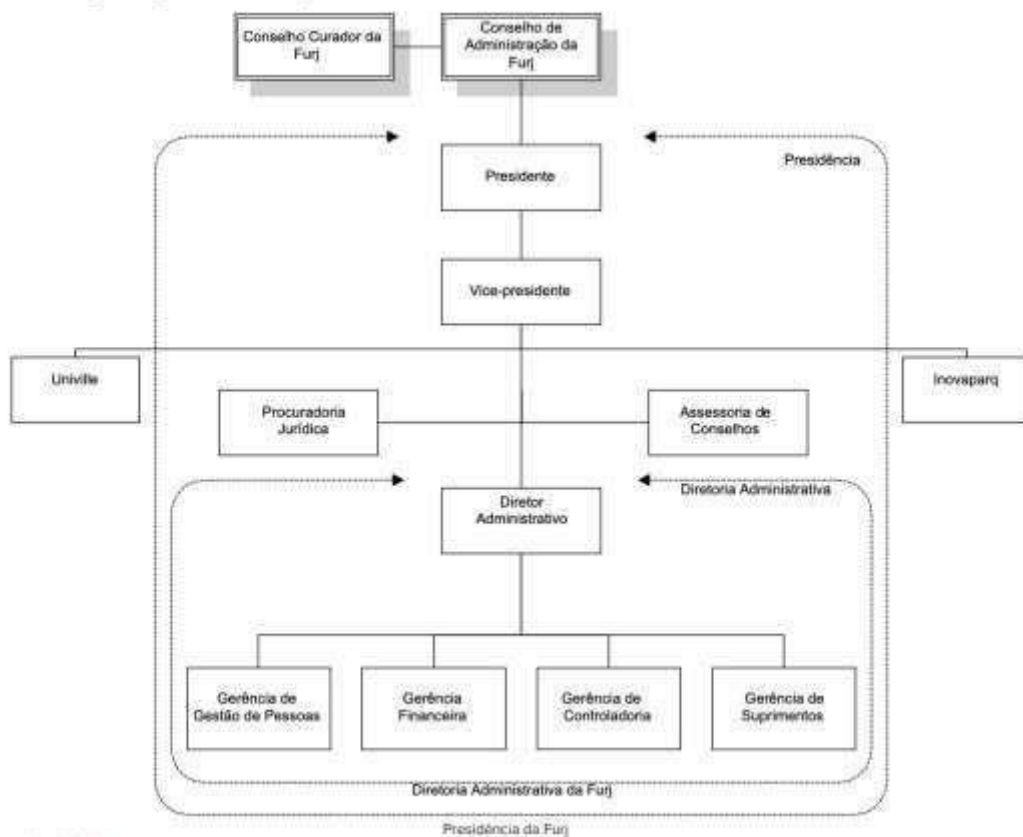 Conselho Curador da
Furj
Conselho de
Administração da
Furj
Presidência
Presidente
Vice-presidente
Univille
Inovaparq
Procuradoria
Jurídica
Assessoria de
Conselhos
Diretoria Administrativa
Diretor
Administrativo
Gerência de
Gestão de Pessoas
Gerência
Financeira
Gerência de
Controladoria
Gerência de
Suprimentos
Diretoria Administrativa da Furj
Presidência da Furj